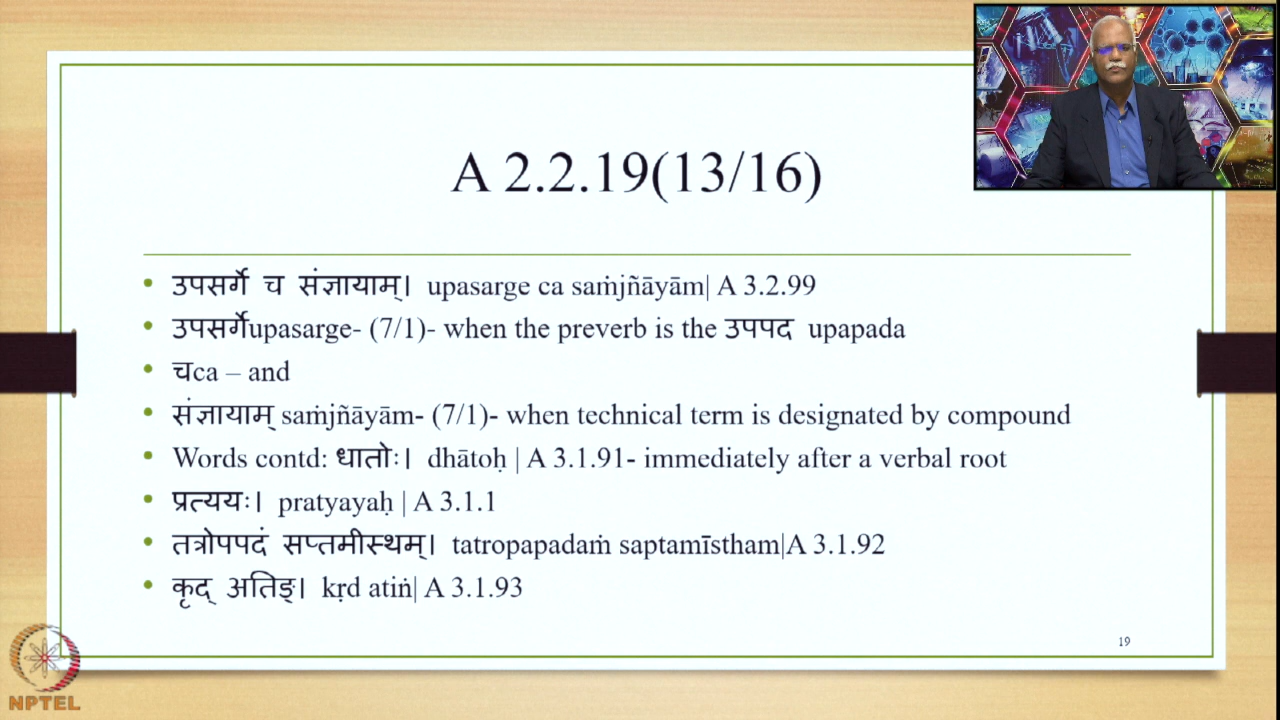 A 2.2.19(13/16)
• उपसर्गे च संज्ञायाम्। upasarge ca saṁjñāyām| A 3.2.99
• उपसर्गेupasarge- (7/1)- when the preverb is the उपपद upapada
• चca – and
• संज्ञायाम् saṁjñāyām- (7/1)- when technical term is designated by compound
• Words contd: धातोः। dhātoḥ | A 3.1.91- immediately after a verbal root
• प्रत्ययः। pratyayaḥ | A 3.1.1
• तत्रोपपदं सप्तमीस्थम्। tatropapadaṁ saptamīstham|A 3.1.92
• कृद् अतिङ्। kṛd atiṅ| A 3.1.93
19
NPTEL